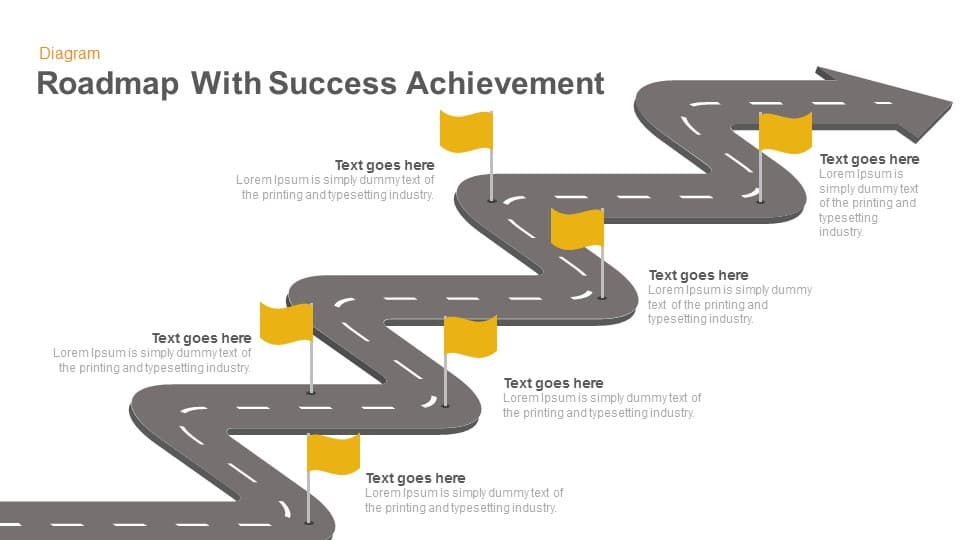 Diagram
Roadmap With Success Achievement
Text goes here
Lorem Ipsum is simply dummy text of
the printing and typesetting industry.
Text goes here
Lorem Ipsum is
simply dummy text
of the printing and
typesetting
industry.
Text goes here
Lorem Ipsum is simply dummy
text of the printing and
typesetting industry.
Text goes here
Lorem Ipsum is simply dummy text of
the printing and typesetting industry.
Text goes here
Lorem Ipsum is simply dummy text of
the printing and typesetting industry.
Text goes here
Lorem Ipsum is simply dummy text of
the printing and typesetting industry.